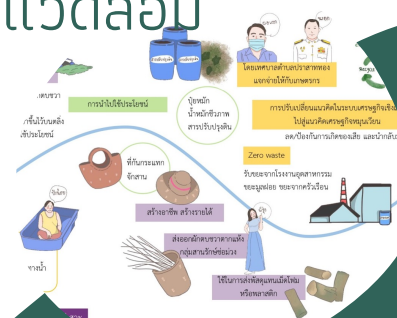 แวดล้อม
นายก
โดยเทศบาลตำบลปราสาททอง
แจกจ่ายให้กับเกษตรกร
การนำไปใช้ประโยชน์
ปุ๋ยหมัก
น้ำหมักชีวภาพ
สารปรับปรุงดิน
การปรับเปลี่ยนแนวคิดในระบบเศรษฐกิจเชิง
ไปสู่แนวคิดเศรษฐกิจหมุนเวียน
ลด/ป้องกันการเกิดของเสีย และนำกลับ
Zero waste
รับขยะจากโรงงานอุตสาหกรรม
ขยะมูลฝอย ขยะจากครัวเรือน
ที่กันกระแทก
จักสาน
สร้างอาชีพ สร้างรายได้
ส่งออกผักตบชวาตากแห้ง
กลุ่มสานรักษ์ช่อม่วง
ใช้ในการส่งพัสดุแทนเม็ดโฟม
หรือพลาสติก
ทางน้ำ